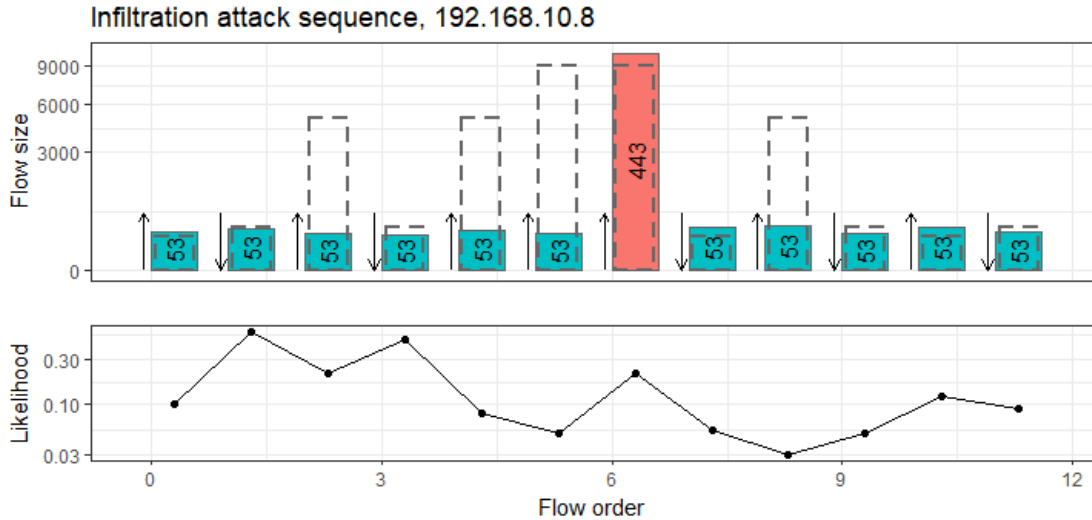 Infiltration attack sequence, 192.168.10.8
Flow size
9000
6000
3000
0
53 53 53 53 53 53 443 53 53 53 53 53
Likelihood
0.30
0.10
0.03
0 3 6 9 12
Flow order